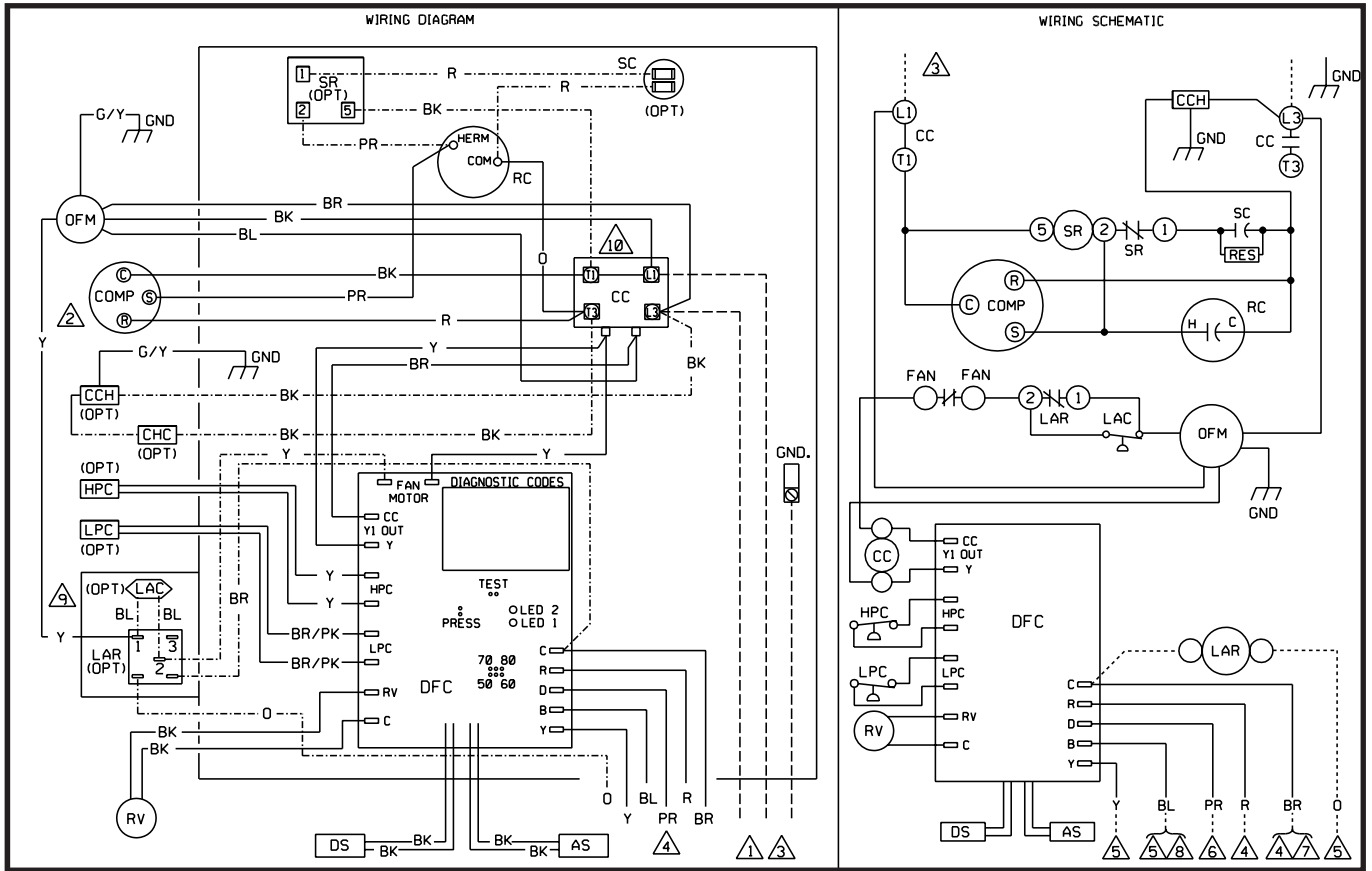 WIRING DIAGRAM
SC
1
R
SR
(OPT)
R
2
5
BK
(OPT)
G/Y
GND
PR
HERM
COM
RC
BR
OFM
BK
BL
10
O
C
BK
T1
L1
COMP
S
PR
CC
2
R
R
T3
L3
Y
Y
G/Y
GND
BR
BK
CCH
(OPT)
BK
CHC
(OPT)
BK
BK
Y
Y
GND.
(OPT)
HPC
FAN
MOTOR
DIAGNOSTIC CODES
CC
Y1 OUT
Y
LPC
(OPT)
Y
HPC
Y
TEST
9
(OPT)
LAC
BR
BL
BL
PRESS
LED 2
LED 1
Y
1
3
BR/PK
LPC
LAR
(OPT)
2
BR/PK
C
70 80
R
50 60
DFC
RV
D
B
O
C
Y
BK
BK
RV
O
Y
BL
PR
R
BR
4
1
3
DS
BK
BK
BK
BK
AS
WIRING SCHEMATIC
3
GND
CCH
L1
L3
CC
GND
CC
T1
T3
5
SR
2
SR
1
SC
RES
R
C
COMP
S
H
C
RC
FAN
FAN
2
LAR
1
LAC
OFM
GND
CC
CC
Y1 OUT
Y
HPC
HPC
DFC
LPC
LPC
LAR
C
RV
RV
R
D
C
B
Y
Y
BL
PR
R
BR
O
DS
AS
5
5
8
6
4
4
7
5